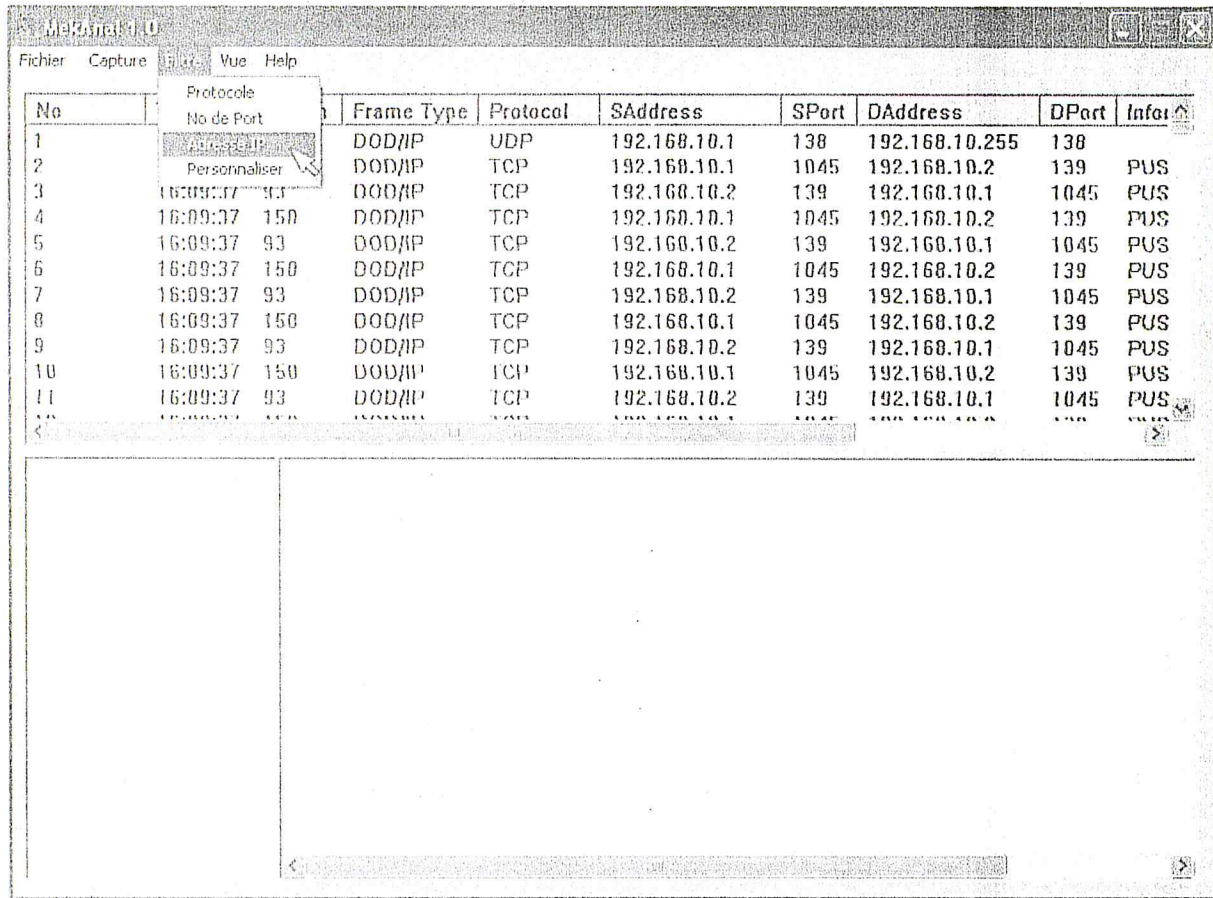 MekAnal 1.0
Fichier Capture Filtre Vue Help
Protocole
No de Port
Adresse IP
Personnaliser
No Frame Type Protocol SAddress SPort DAddress DPort
1 DOD/IP UDP 192.168.10.1 138 192.168.10.255 138
2 DOD/IP TCP 192.168.10.1 1045 192.168.10.2 139 PUS
3 16:09:37 93 DOD/IP TCP 192.168.10.2 139 192.168.10.1 1045 PUS
4 16:09:37 150 DOD/IP TCP 192.168.10.1 1045 192.168.10.2 139 PUS
5 16:09:37 93 DOD/IP TCP 192.168.10.2 139 192.168.10.1 1045 PUS
6 16:09:37 150 DOD/IP TCP 192.168.10.1 1045 192.168.10.2 139 PUS
7 16:09:37 93 DOD/IP TCP 192.168.10.2 139 192.168.10.1 1045 PUS
8 16:09:37 150 DOD/IP TCP 192.168.10.1 1045 192.168.10.2 139 PUS
9 16:09:37 93 DOD/IP TCP 192.168.10.2 139 192.168.10.1 1045 PUS
10 16:09:37 150 DOD/IP TCP 192.168.10.1 1045 192.168.10.2 139 PUS
11 16:09:37 93 DOD/IP TCP 192.168.10.2 139 192.168.10.1 1045 PUS